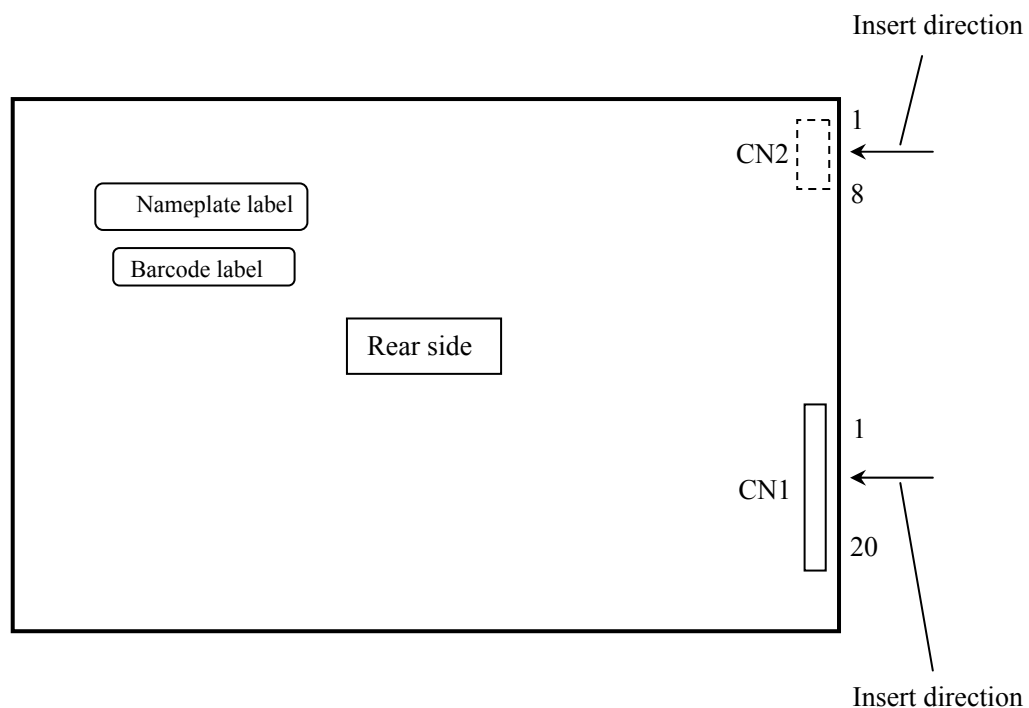 Insert direction
1
CN2
8
Nameplate label
Barcode label
Rear side
1
CN1
20
Insert direction